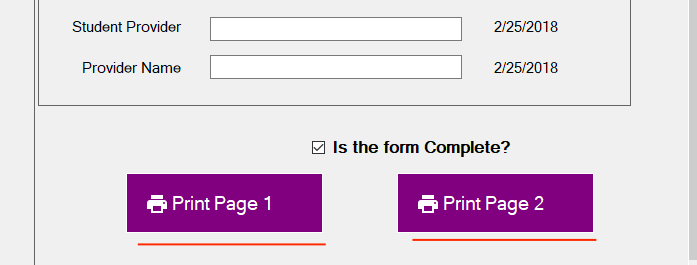 Student Provider 2/25/2018
Provider Name 2/25/2018
Is the form Complete?
Print Page 1 Print Page 2